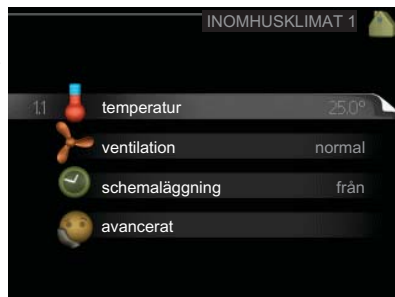 INOMHUSKLIMAT 1
1.1 temperatur 25.0°
ventilation normal
schemaläggning från
avancerat